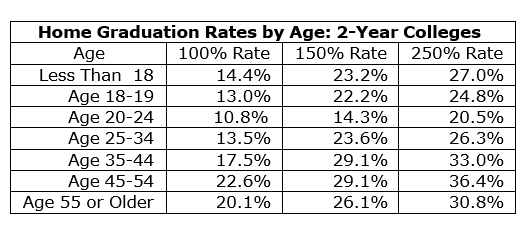 Home Graduation Rates by Age: 2-Year Colleges
Age 100% Rate 150% Rate 250% Rate
Less Than 18 14.4% 23.2% 27.0%
Age 18-19 13.0% 22.2% 24.8%
Age 20-24 10.8% 14.3% 20.5%
Age 25-34 13.5% 23.6% 26.3%
Age 35-44 17.5% 29.1% 33.0%
Age 45-54 22.6% 29.1% 36.4%
Age 55 or Older 20.1% 26.1% 30.8%